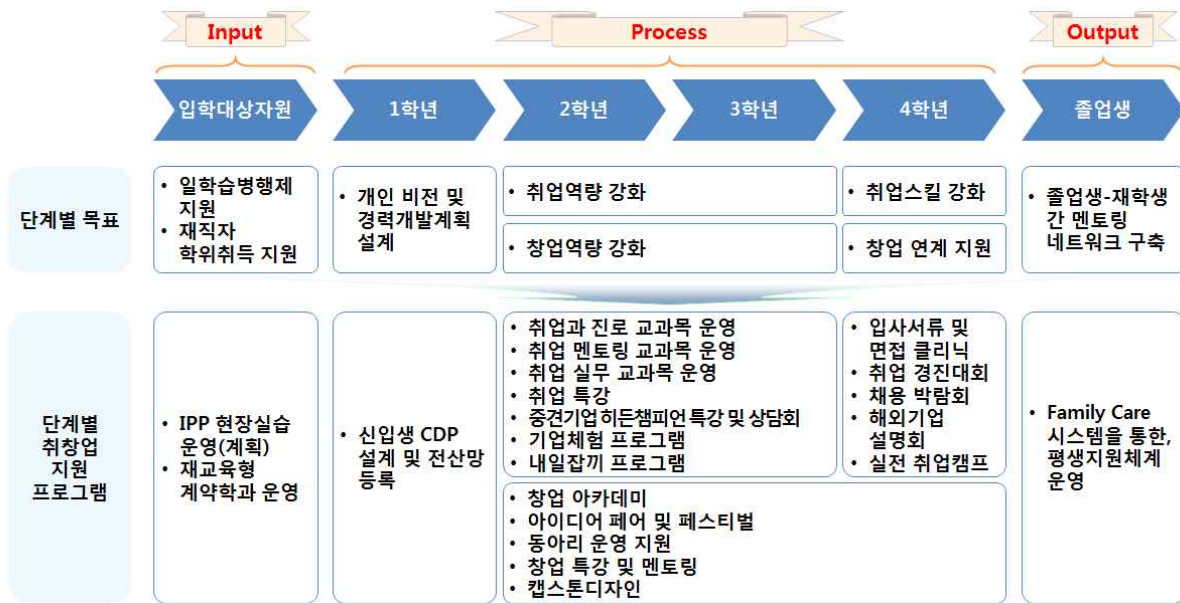 Input
Process
Output
입학대상자원
1학년
2학년
3학년
4학년
졸업생
단계별 목표
• 일학습병행제
지원
• 재직자
학위취득 지원
• 개인 비전 및
경력개발계획
설계
• 취업역량 강화
• 창업역량 강화
• 취업스킬 강화
• 창업 연계 지원
• 졸업생-재학생
간 멘토링
네트워크 구축
단계별
취창업
지원
프로그램
• IPP 현장실습
운영(계획)
• 재교육형
계약학과 운영
• 신입생 CDP
설계 및 전산망
등록
• 취업과 진로 교과목 운영
• 취업 멘토링 교과목 운영
• 취업 실무 교과목 운영
• 취업 특강
• 중견기업 히든챔피언 특강 및 상담회
• 기업체험 프로그램
• 내일잡끼 프로그램
• 입사서류 및
면접 클리닉
• 취업 경진대회
• 채용 박람회
• 해외기업
설명회
• 실전 취업캠프
• 창업 아카데미
• 아이디어 페어 및 페스티벌
• 동아리 운영 지원
• 창업 특강 및 멘토링
• 캡스톤디자인
• Family Care
시스템을 통한,
평생지원체계
운영